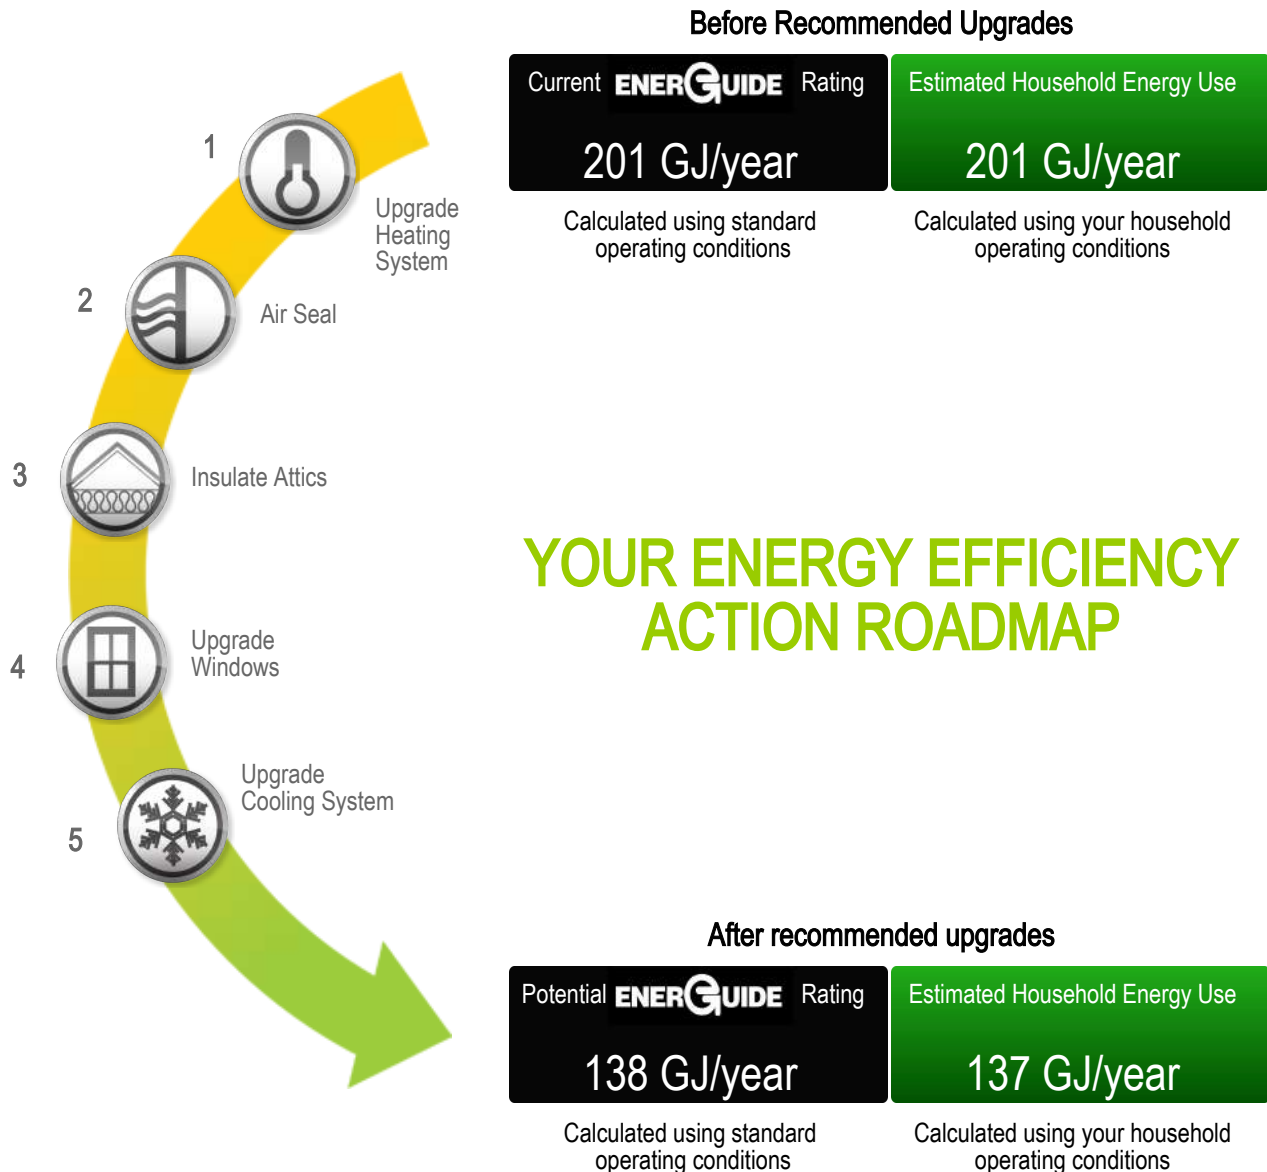 Before Recommended Upgrades
Current ENERGUIDE Rating
201 GJ/year
Calculated using standard
operating conditions
Estimated Household Energy Use
201 GJ/year
Calculated using your household
operating conditions
1
Upgrade
Heating
System
2
Air Seal
3
Insulate Attics
YOUR ENERGY EFFICIENCY
ACTION ROADMAP
4
Upgrade
Windows
5
Upgrade
Cooling System
After recommended upgrades
Potential ENERGUIDE Rating
138 GJ/year
Calculated using standard
operating conditions
Estimated Household Energy Use
137 GJ/year
Calculated using your household
operating conditions